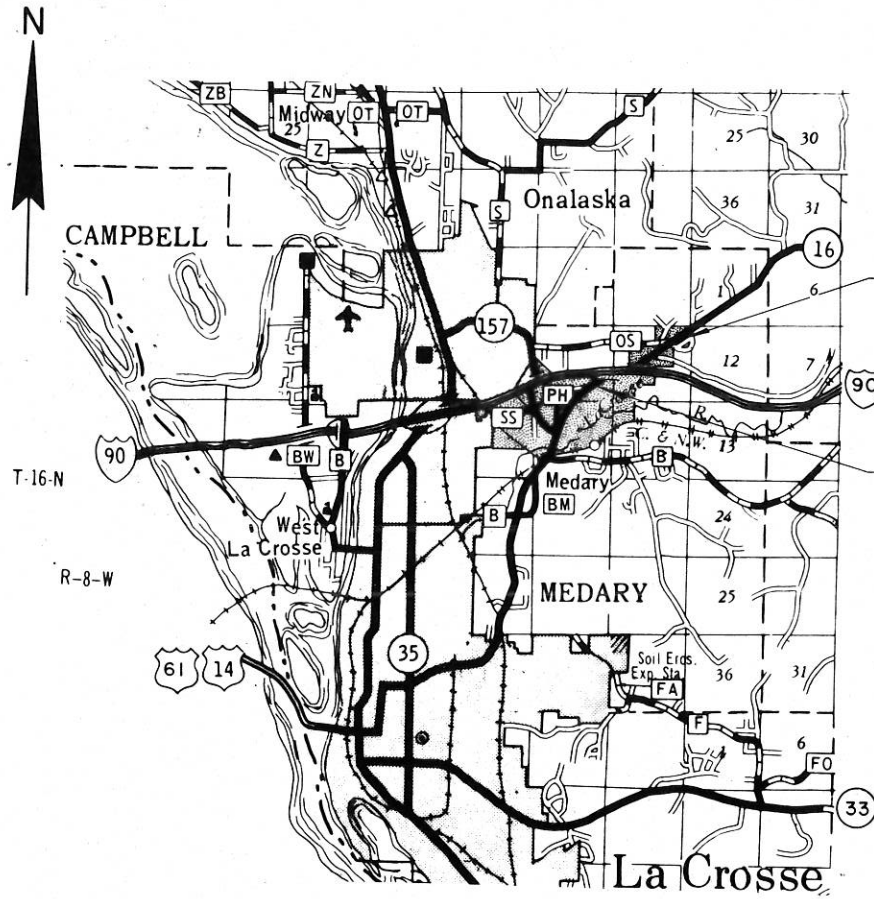 N
ZB
ZN
Midway
OT
OT
S
25
Z
25
30
S
Onalaska
36
31
CAMPBELL
16
1
6
157
OS
12
7
PH
SS
R.
90
90
BW
B
C. & N.W.
13
B
T-16-N
Medary
BM
B
24
West
La Crosse
R-8-W
MEDARY
25
61
14
35
Soil Eros.
Exp. Sta.
36
31
FA
F
1
6
FO
33
La Crosse